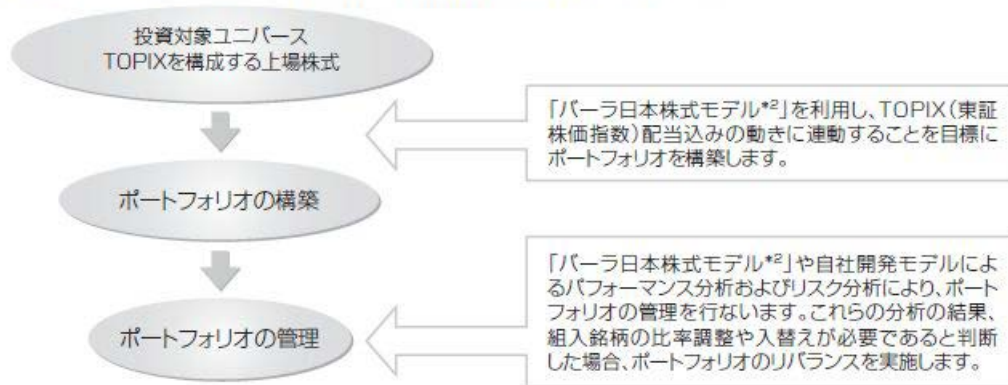 投資対象ユニバース
TOPIXを構成する上場株式
「バーラ日本株式モデル*2」を利用し、TOPIX(東証
株価指数)配当込みの動きに連動することを目標に
ポートフォリオを構築します。
ポートフォリオの構築
「バーラ日本株式モデル*2」や自社開発モデルによ
るパフォーマンス分析およびリスク分析により、ポート
フォリオの管理を行ないます。これらの分析の結果、
組入銘柄の比率調整や入替えが必要であると判断
した場合、ポートフォリオのリバランスを実施します。
ポートフォリオの管理